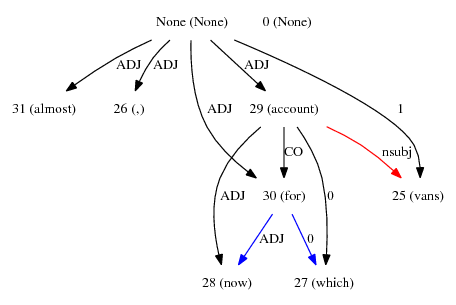 None (None) 0 (None)
ADJ ADJ ADJ
31 (almost) 26 (,) ADJ 29 (account) 1
CO nsubj
ADJ 30 (for) 0 25 (vans)
ADJ 0
28 (now) 27 (which)